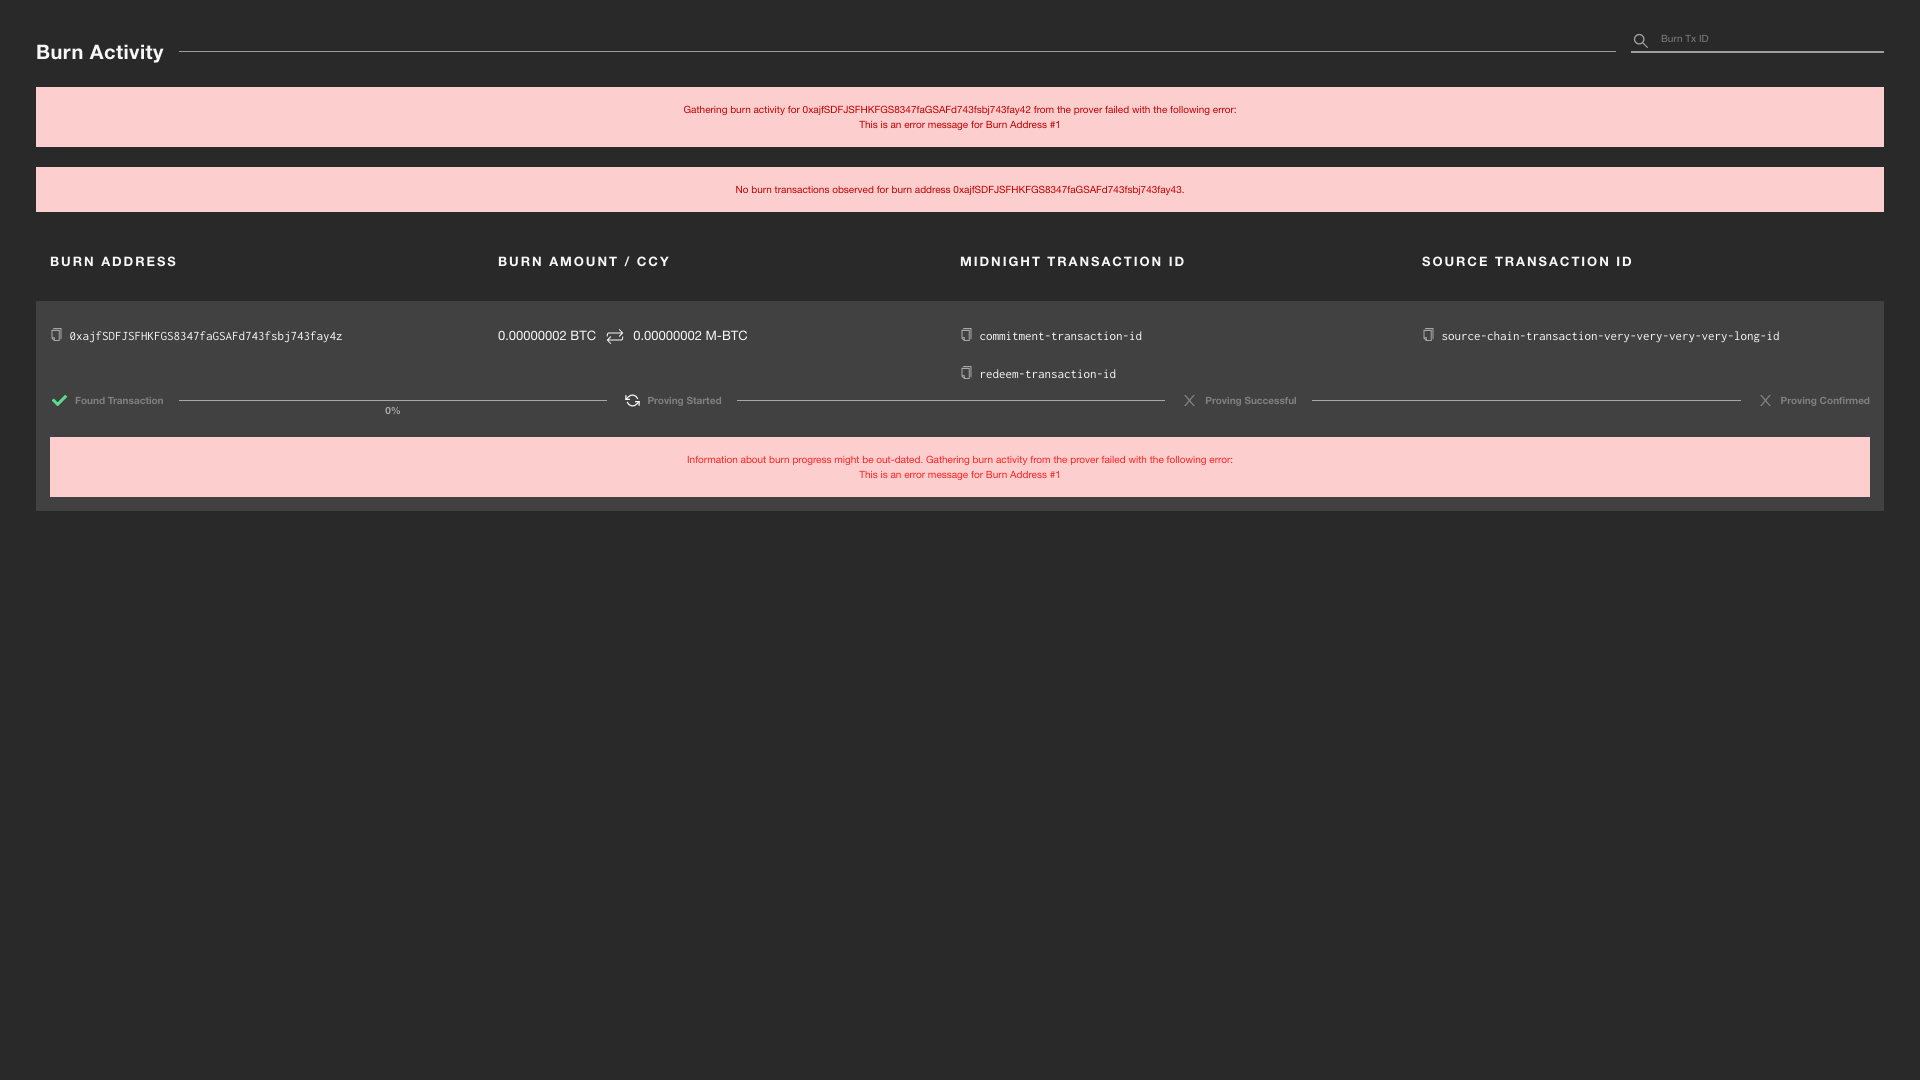 Burn Activity
Burn Tx ID
Gathering burn activity for 0xajfSDFJSFHKFGS8347faGSAFd743fsbj743fay42 from the prover failed with the following error:
This is an error message for Burn Address #1
No burn transactions observed for burn address 0xajfSDFJSFHKFGS8347faGSAFd743fsbj743fay43.
BURN ADDRESS
BURN AMOUNT / CCY
MIDNIGHT TRANSACTION ID
SOURCE TRANSACTION ID
0xajfSDFJSFHKFGS8347faGSAFd743fsbj743fay4z
0.00000002 BTC
0.00000002 M-BTC
commitment-transaction-id
source-chain-transaction-very-very-very-very-long-id
redeem-transaction-id
Found Transaction
0%
Proving Started
Proving Successful
Proving Confirmed
Information about burn progress might be out-dated. Gathering burn activity from the prover failed with the following error:
This is an error message for Burn Address #1